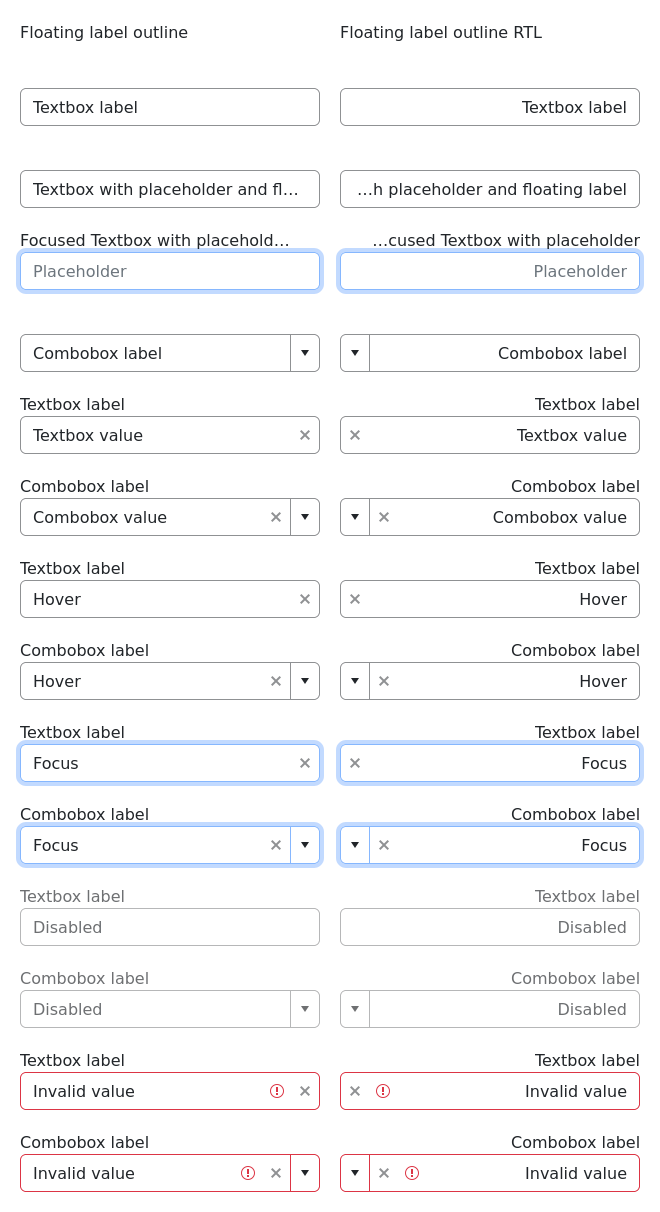 Floating label outline
Floating label outline RTL
Textbox label
Textbox label
Textbox with placeholder and fl…
…h placeholder and floating label
Focused Textbox with placehold…
…cused Textbox with placeholder
Placeholder
Placeholder
Combobox label
Combobox label
Textbox label
Textbox label
Textbox value
Textbox value
Combobox label
Combobox label
Combobox value
Combobox value
Textbox label
Textbox label
Hover
Hover
Combobox label
Combobox label
Hover
Hover
Textbox label
Textbox label
Focus
Focus
Combobox label
Combobox label
Focus
Focus
Textbox label
Textbox label
Disabled
Disabled
Combobox label
Combobox label
Disabled
Disabled
Textbox label
Textbox label
Invalid value
Invalid value
Combobox label
Combobox label
Invalid value
Invalid value